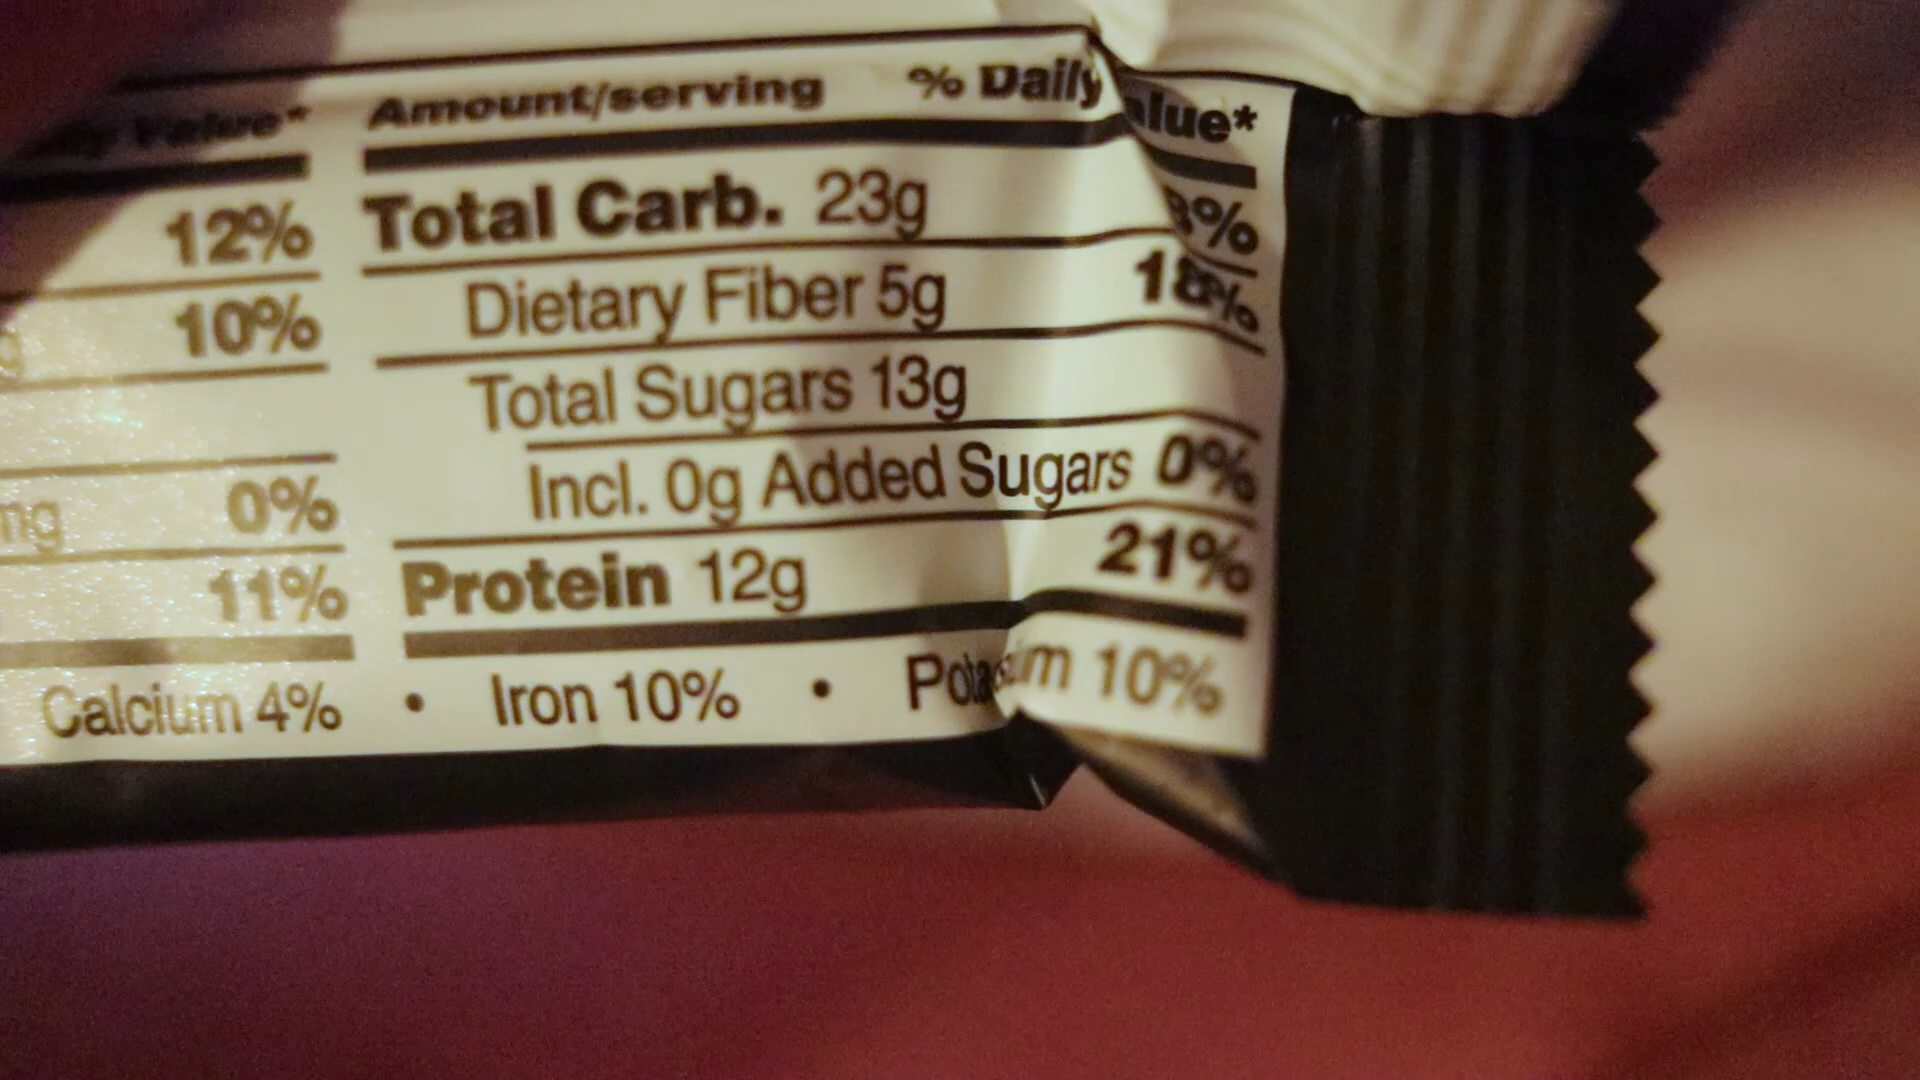 Value* Amount/serving % Daily
12% Total Carb. 23g
10% Dietary Fiber 5g 18%
Total Sugars 13g
Incl. 0g Added Sugars 0%
0%
11% Protein 12g 21%
Calcium 4% • Iron 10% • 10%